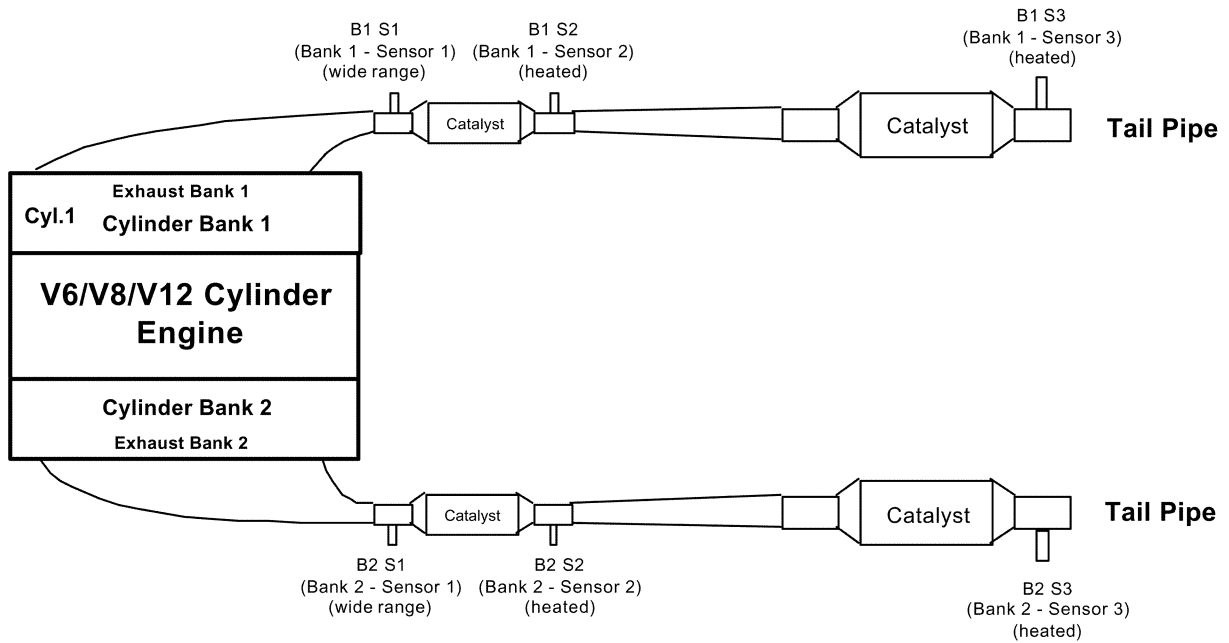 B1 S1
(Bank 1 - Sensor 1)
(wide range)
B1 S2
(Bank 1 - Sensor 2)
(heated)
B1 S3
(Bank 1 - Sensor 3)
(heated)
Catalyst
Catalyst
Tail Pipe
Exhaust Bank 1
Cyl.1
Cylinder Bank 1
V6/V8/V12 Cylinder
Engine
Cylinder Bank 2
Exhaust Bank 2
Catalyst
Catalyst
Tail Pipe
B2 S1
(Bank 2 - Sensor 1)
(wide range)
B2 S2
(Bank 2 - Sensor 2)
(heated)
B2 S3
(Bank 2 - Sensor 3)
(heated)